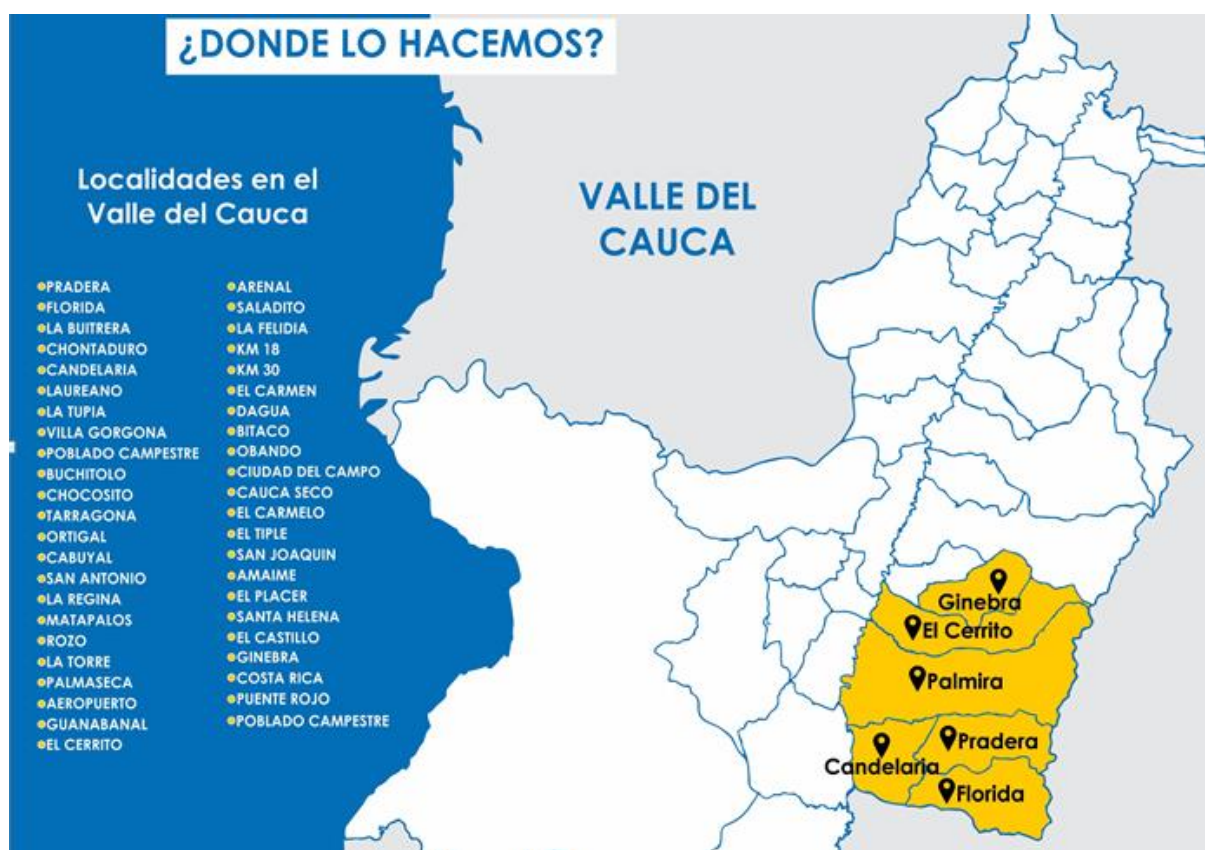 ¿DONDE LO HACEMOS?
Localidades en el
Valle del Cauca
PRADERA
FLORIDA
LA BUITRERA
CHONTADURO
CANDELARIA
LAUREANO
LA TUPIA
VILLA GORGONA
POBLADO CAMPESTRE
BUCHITOLO
CHOCOSITO
TARRAGONA
ORTIGAL
CABUYAL
SAN ANTONIO
LA REGINA
MATAPALOS
ROZO
LA TORRE
PALMASECA
AEROPUERTO
GUANABANAL
EL CERRITO
ARENAL
SALADITO
LA FELIDIA
KM 18
KM 30
EL CARMEN
DAGUA
BITACO
OBANDO
CIUDAD DEL CAMPO
CAUCA SECO
EL CARMELO
EL TIPLE
SAN JOAQUIN
AMAIME
EL PLACER
SANTA HELENA
EL CASTILLO
GINEBRA
COSTA RICA
PUENTE ROJO
POBLADO CAMPESTRE
VALLE DEL
CAUCA
Ginebra
El Cerrito
Palmira
Pradera
Candelaria
Florida